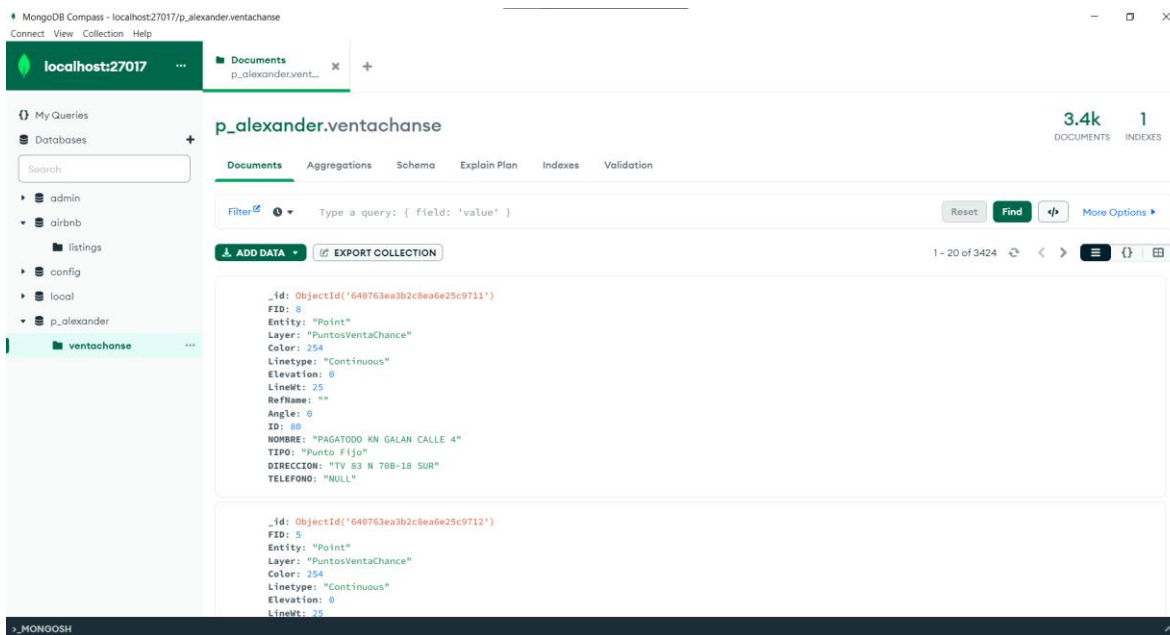 MongoDB Compass - localhost:27017/p_alexander.ventachanse
Connect View Collection Help
localhost:27017 ...
Documents
p_alexander.vent...
{} My Queries
Databases +
Search
admin
airbnb
listings
config
local
p_alexander
ventachanse ...
p_alexander.ventachanse
3.4k
DOCUMENTS
1
INDEXES
Documents Aggregations Schema Explain Plan Indexes Validation
Filter Type a query: { field: 'value' } Reset Find </> More Options
ADD DATA EXPORT COLLECTION 1 - 20 of 3424 {}
_id: ObjectId('640763ea3b2c8ea6e25c9711')
FID: 8
Entity: "Point"
Layer: "PuntosVentaChance"
Color: 254
Linetype: "Continuous"
Elevation: 0
LineWt: 25
RefName: ""
Angle: 0
ID: 80
NOMBRE: "PAGATODO KN GALAN CALLE 4"
TIPO: "Punto Fijo"
DIRECCION: "TV 83 N 70B-18 SUR"
TELEFONO: "NULL"
_id: ObjectId('640763ea3b2c8ea6e25c9712')
FID: 5
Entity: "Point"
Layer: "PuntosVentaChance"
Color: 254
Linetype: "Continuous"
Elevation: 0
LineWt: 25
>_MONGOSH